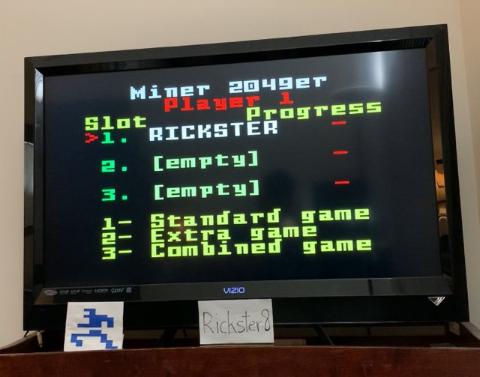 Miner 2049er
Player 1
Slot Progress
>1. RICKSTER -
2. [empty] -
3. [empty] -
1- Standard game
2- Extra game
3- Combined game
VIZIO
Rickster8